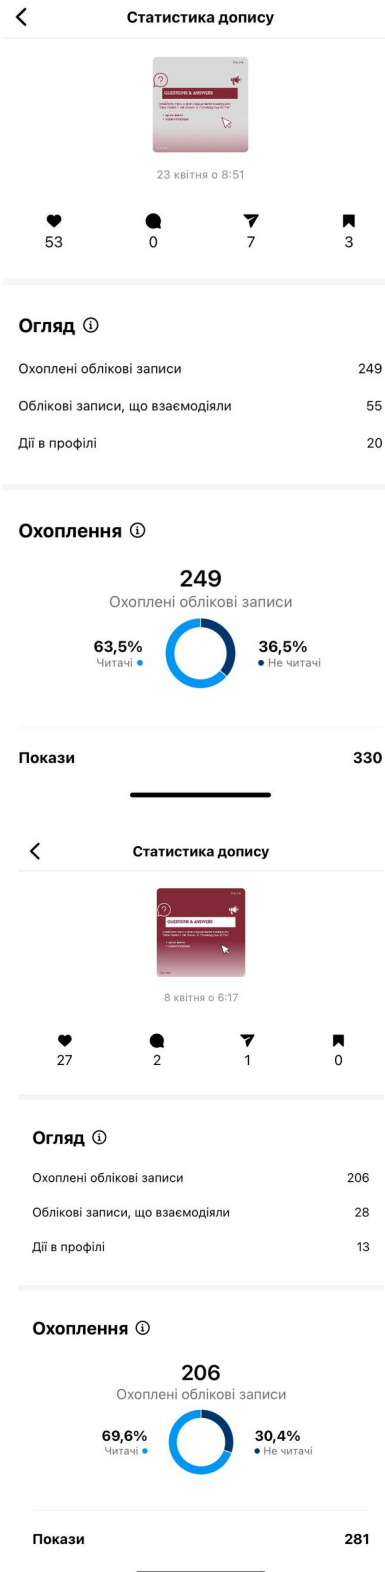 Статистика допису
QUESTIONS & ANSWERS
23 квітня о 8:51
53 0 7 3
Огляд
Охоплені облікові записи 249
Облікові записи, що взаємодіяли 55
Дії в профілі 20
Охоплення
249
Охоплені облікові записи
63,5% 36,5%
Читачі Не читачі
Покази 330
Статистика допису
QUESTIONS & ANSWERS
8 квітня о 6:17
27 2 1 0
Огляд
Охоплені облікові записи 206
Облікові записи, що взаємодіяли 28
Дії в профілі 13
Охоплення
206
Охоплені облікові записи
69,6% 30,4%
Читачі Не читачі
Покази 281